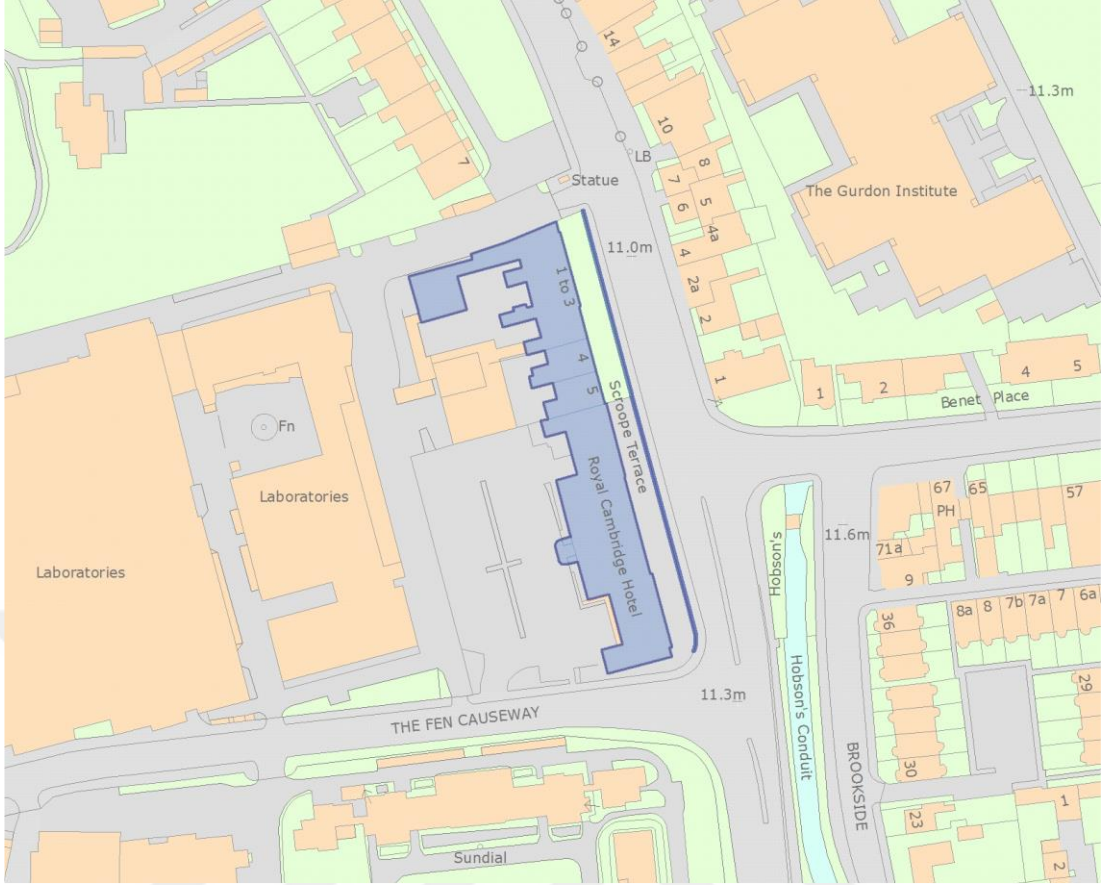 14
11.3m
10
LB
8
7
7
Statue
5
The Gurdon Institute
6
4a
11.0m
4
1 to 3
2a
2
4
1
5
1
2
4
5
Benet Place
Scroope Terrace
Fn
Royal Cambridge Hotel
Laboratories
67
65
57
PH
11.6m
Hobson's
71a
Laboratories
9
8a
8
7b
7a
7
6a
36
Hobson's Conduit
29
11.3m
THE FEN CAUSEWAY
BROOKSIDE
30
1
23
Sundial
2